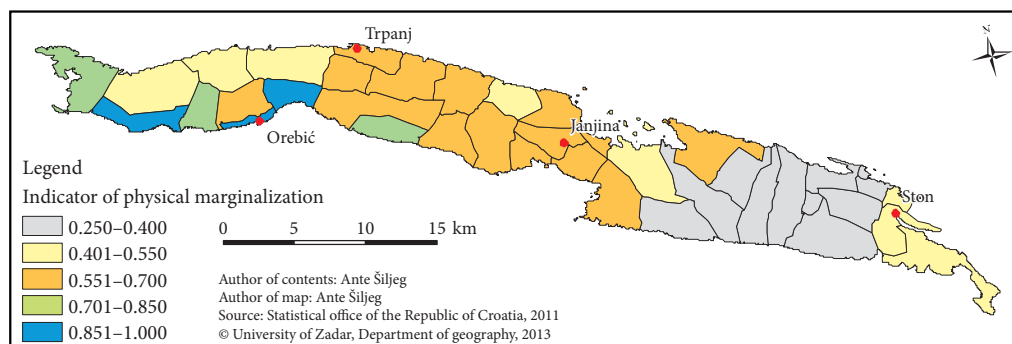 Trpanj
N
Orebić
Janjina
Ston
Legend
Indicator of physical marginalization
0.250–0.400
0.401–0.550
0.551–0.700
0.701–0.850
0.851–1.000
0 5 10 15 km
Author of contents: Ante Šiljeg
Author of map: Ante Šiljeg
Source: Statistical office of the Republic of Croatia, 2011
© University of Zadar, Department of geography, 2013